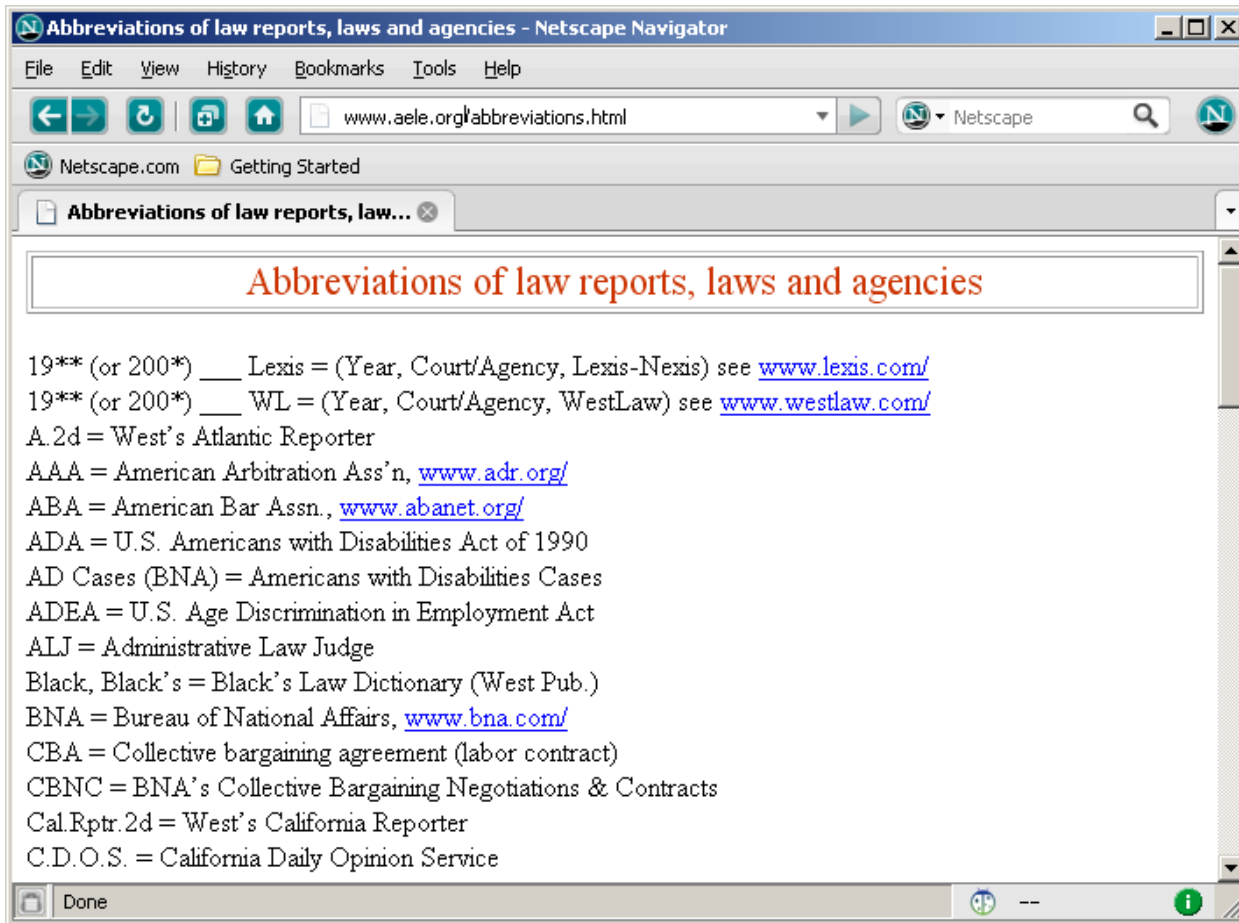 Abbreviations of law reports, laws and agencies - Netscape Navigator
File Edit View History Bookmarks Tools Help
www.aele.org/abbreviations.html Netscape
Netscape.com Getting Started
Abbreviations of law reports, law...
Abbreviations of law reports, laws and agencies
19** (or 200*) ___ Lexis = (Year, Court/Agency, Lexis-Nexis) see www.lexis.com/
19** (or 200*) ___ WL = (Year, Court/Agency, WestLaw) see www.westlaw.com/
A.2d = West's Atlantic Reporter
AAA = American Arbitration Ass'n, www.adr.org/
ABA = American Bar Assn., www.abanet.org/
ADA = U.S. Americans with Disabilities Act of 1990
AD Cases (BNA) = Americans with Disabilities Cases
ADEA = U.S. Age Discrimination in Employment Act
ALJ = Administrative Law Judge
Black, Black's = Black's Law Dictionary (West Pub.)
BNA = Bureau of National Affairs, www.bna.com/
CBA = Collective bargaining agreement (labor contract)
CBNC = BNA's Collective Bargaining Negotiations & Contracts
Cal.Rptr.2d = West's California Reporter
C.D.O.S. = California Daily Opinion Service
Done --